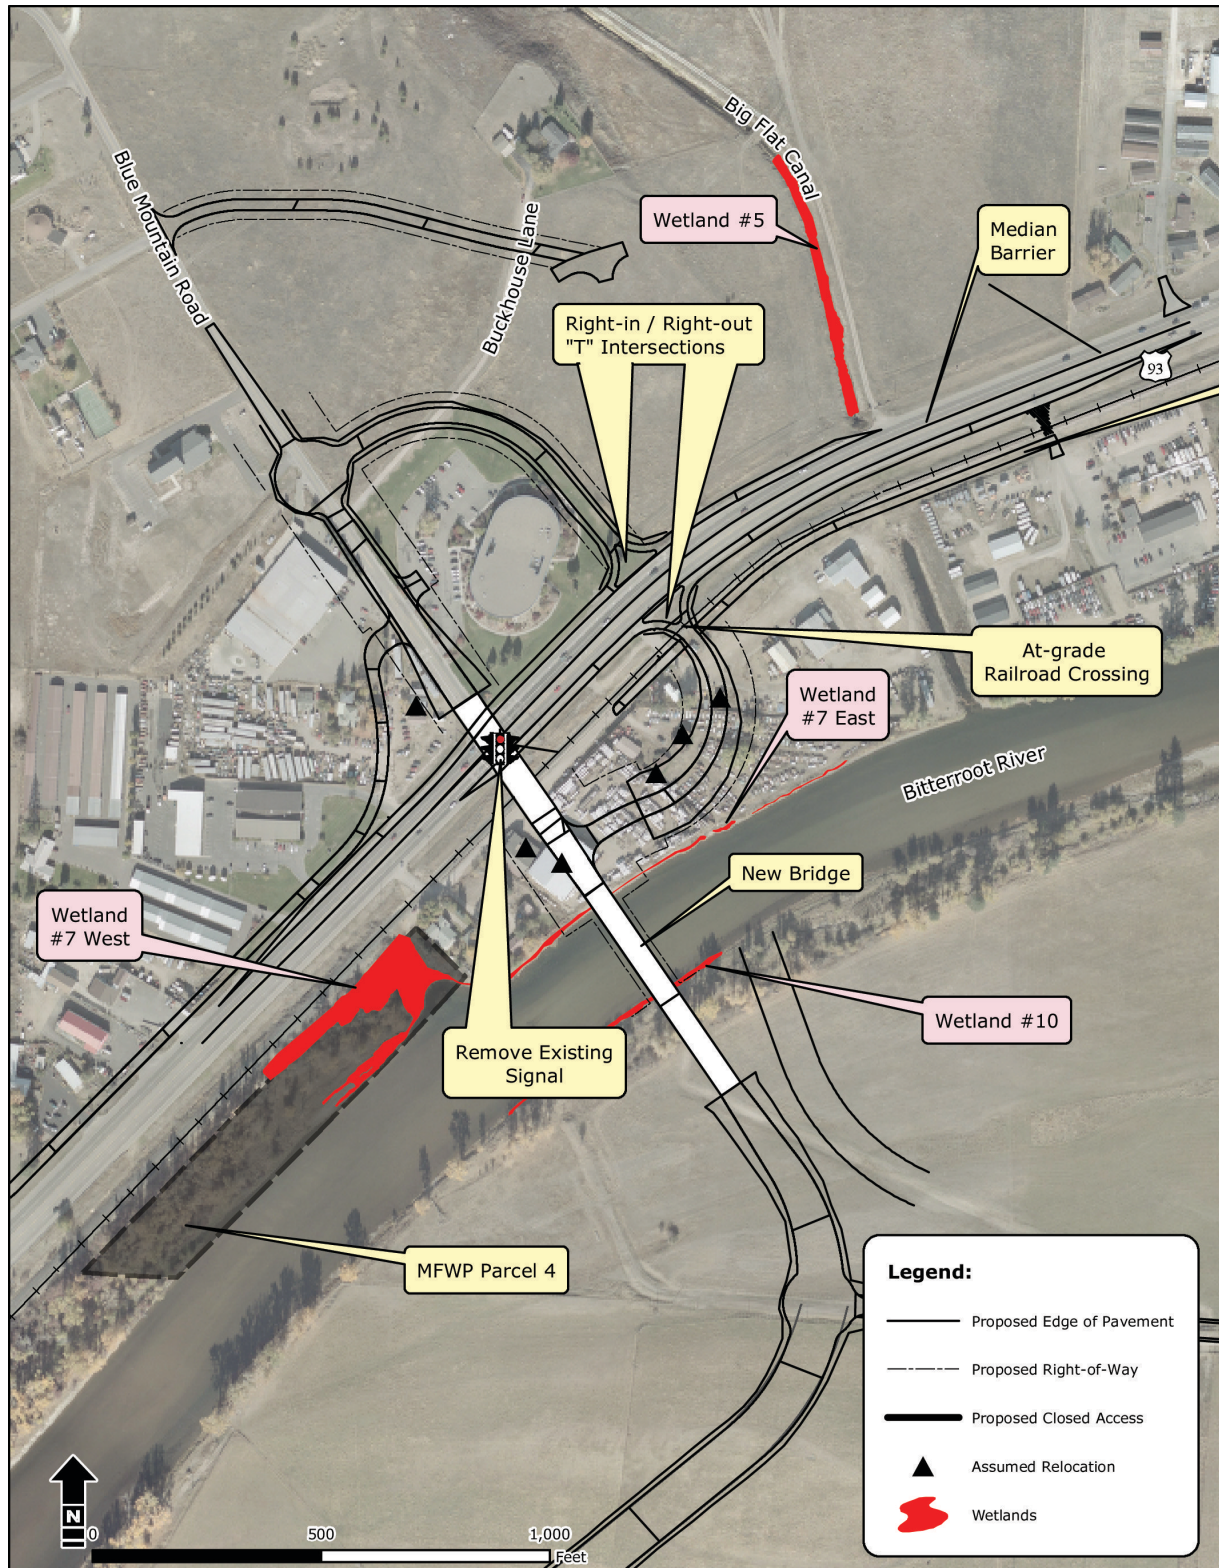 Big Flat Canal
Blue Mountain Road
Buckhouse Lane
Wetland #5
Median
Barrier
Right-in / Right-out
"T" Intersections
93
At-grade
Railroad Crossing
Wetland
#7 East
Bitterroot River
New Bridge
Wetland
#7 West
Wetland #10
Remove Existing
Signal
MFWP Parcel 4
Legend:
Proposed Edge of Pavement
Proposed Right-of-Way
Proposed Closed Access
Assumed Relocation
Wetlands
N
0
500
1,000
Feet